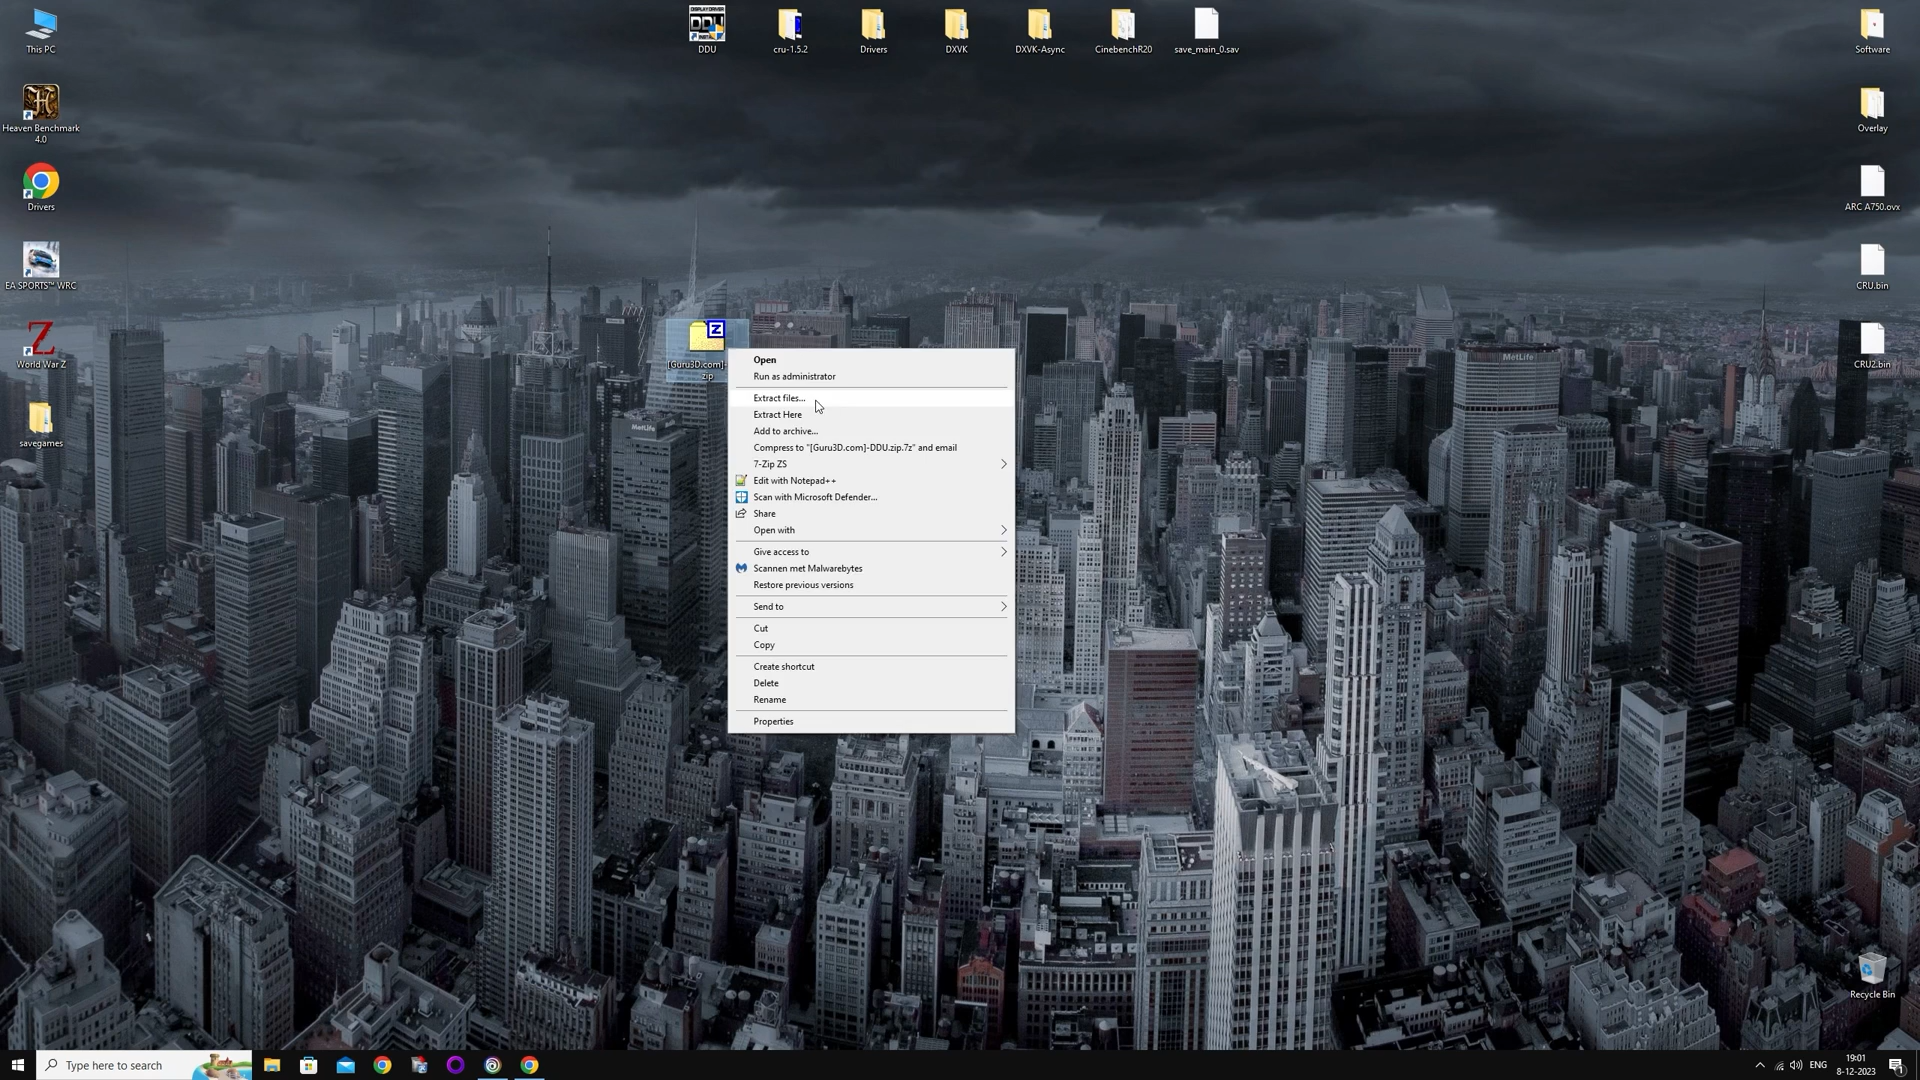 This PC
DISPLAY DRIVER
DDU
DDU
cru-1.5.2
Drivers
DXVK
DXVK-Async
CinebenchR20
save_main_0.sav
Software
Heaven Benchmark
4.0
Overlay
Drivers
ARC A750.ovx
EA SPORTS™ WRC
CRU.bin
World War Z
CRU2.bin
savegames
Z
[Guru3D.com]-
zip
Open
Run as administrator
Extract files...
Extract Here
Add to archive...
Compress to "[Guru3D.com]-DDU.zip.7z" and email
7-Zip ZS
Edit with Notepad++
Scan with Microsoft Defender...
Share
Open with
Give access to
Scannen met Malwarebytes
Restore previous versions
Send to
Cut
Copy
Create shortcut
Delete
Rename
Properties
MetLife
MetLife
Recycle Bin
Type here to search
ENG
19:01
8-12-2023